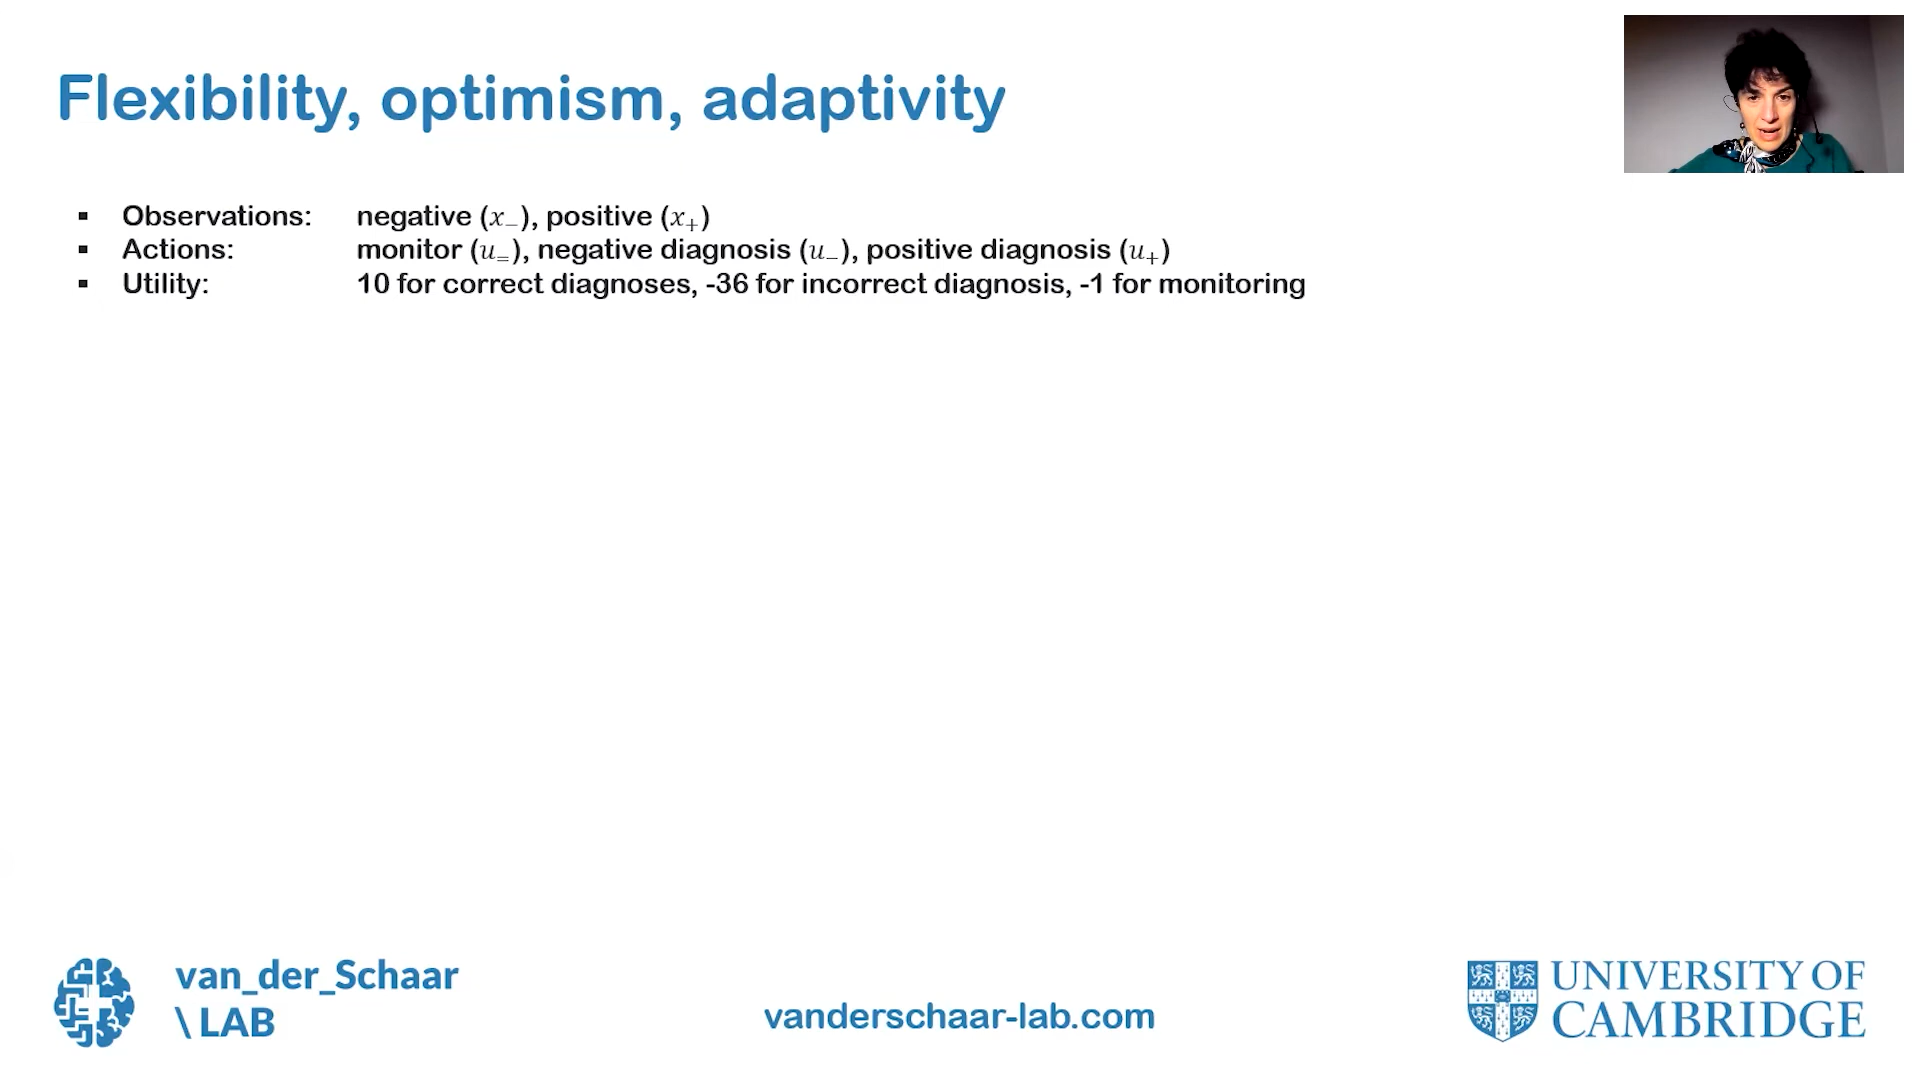 Flexibility, optimism, adaptivity
▪ Observations: negative (x₋), positive (x₊)
▪ Actions: monitor (u₌), negative diagnosis (u₋), positive diagnosis (u₊)
▪ Utility: 10 for correct diagnoses, -36 for incorrect diagnosis, -1 for monitoring
van_der_Schaar
\ LAB
vanderschaar-lab.com
UNIVERSITY OF
CAMBRIDGE